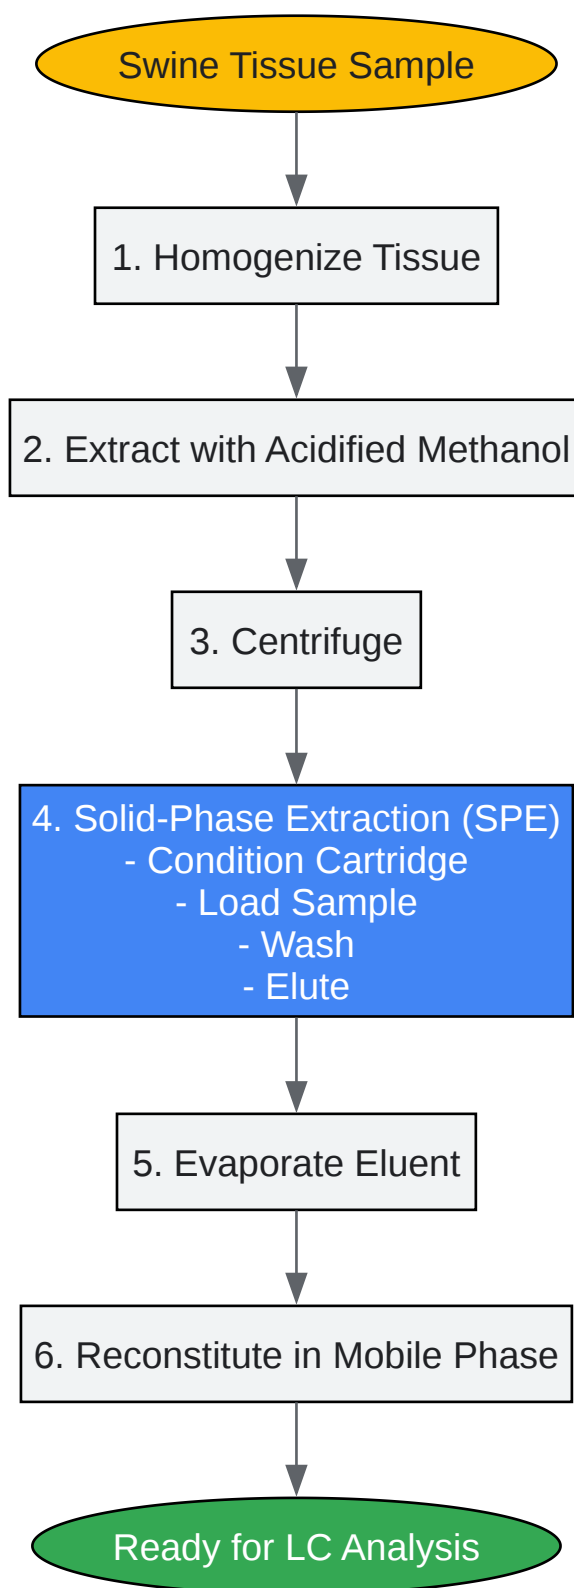 Swine Tissue Sample
1. Homogenize Tissue
2. Extract with Acidified Methanol
3. Centrifuge
4. Solid-Phase Extraction (SPE)
- Condition Cartridge
- Load Sample
- Wash
- Elute
5. Evaporate Eluent
6. Reconstitute in Mobile Phase
Ready for LC Analysis